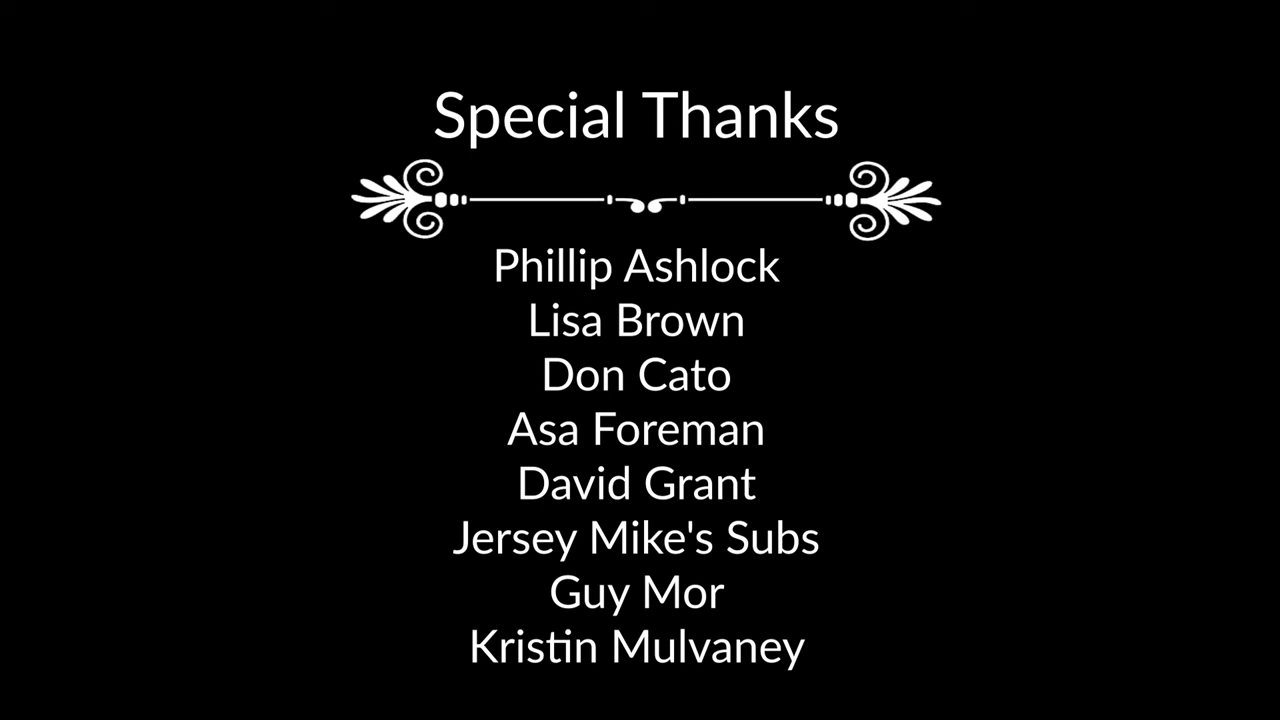 Special Thanks
Phillip Ashlock
Lisa Brown
Don Cato
Asa Foreman
David Grant
Jersey Mike's Subs
Guy Mor
Kristin Mulvaney